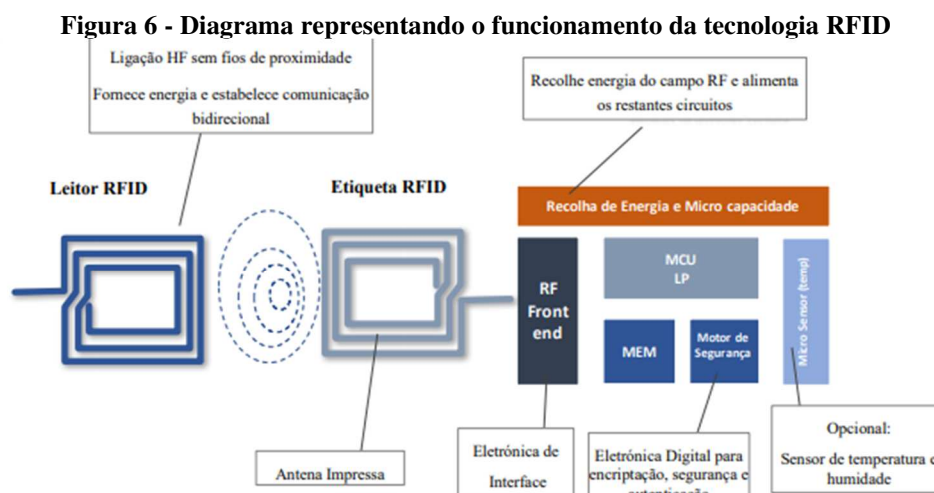 Figura 6 - Diagrama representando o funcionamento da tecnologia RFID
Ligação HF sem fios de proximidade
Fornece energia e estabelece comunicação
bidirecional
Recolhe energia do campo RF e alimenta
os restantes circuitos
Leitor RFID
Etiqueta RFID
Recolha de Energia e Micro capacidade
RF
Front
end
MCU
LP
MEM
Motor de
Segurança
Micro Sensor (temp)
Antena Impressa
Eletrónica de
Interface
Eletrónica Digital para
encriptação, segurança e
Opcional:
Sensor de temperatura e
humidade